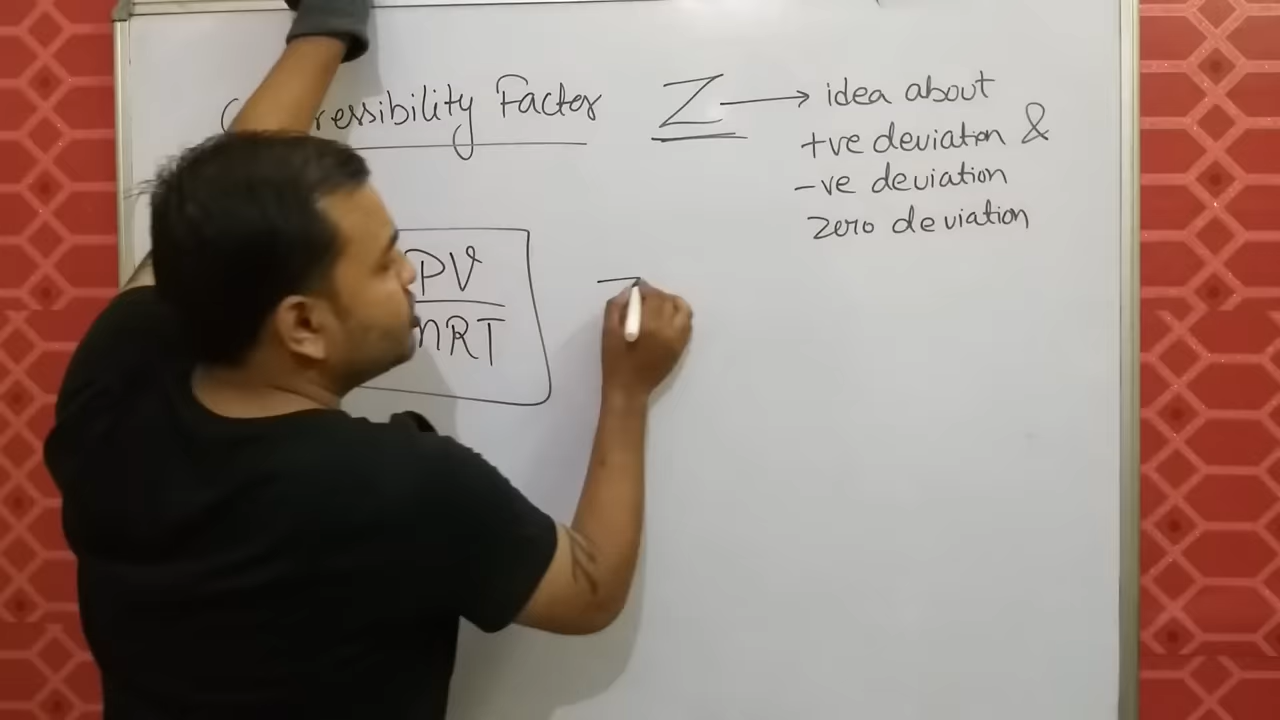 ressibility Factor Z → idea about
+ve deviation &
-ve deviation
zero deviation
PV
nRT